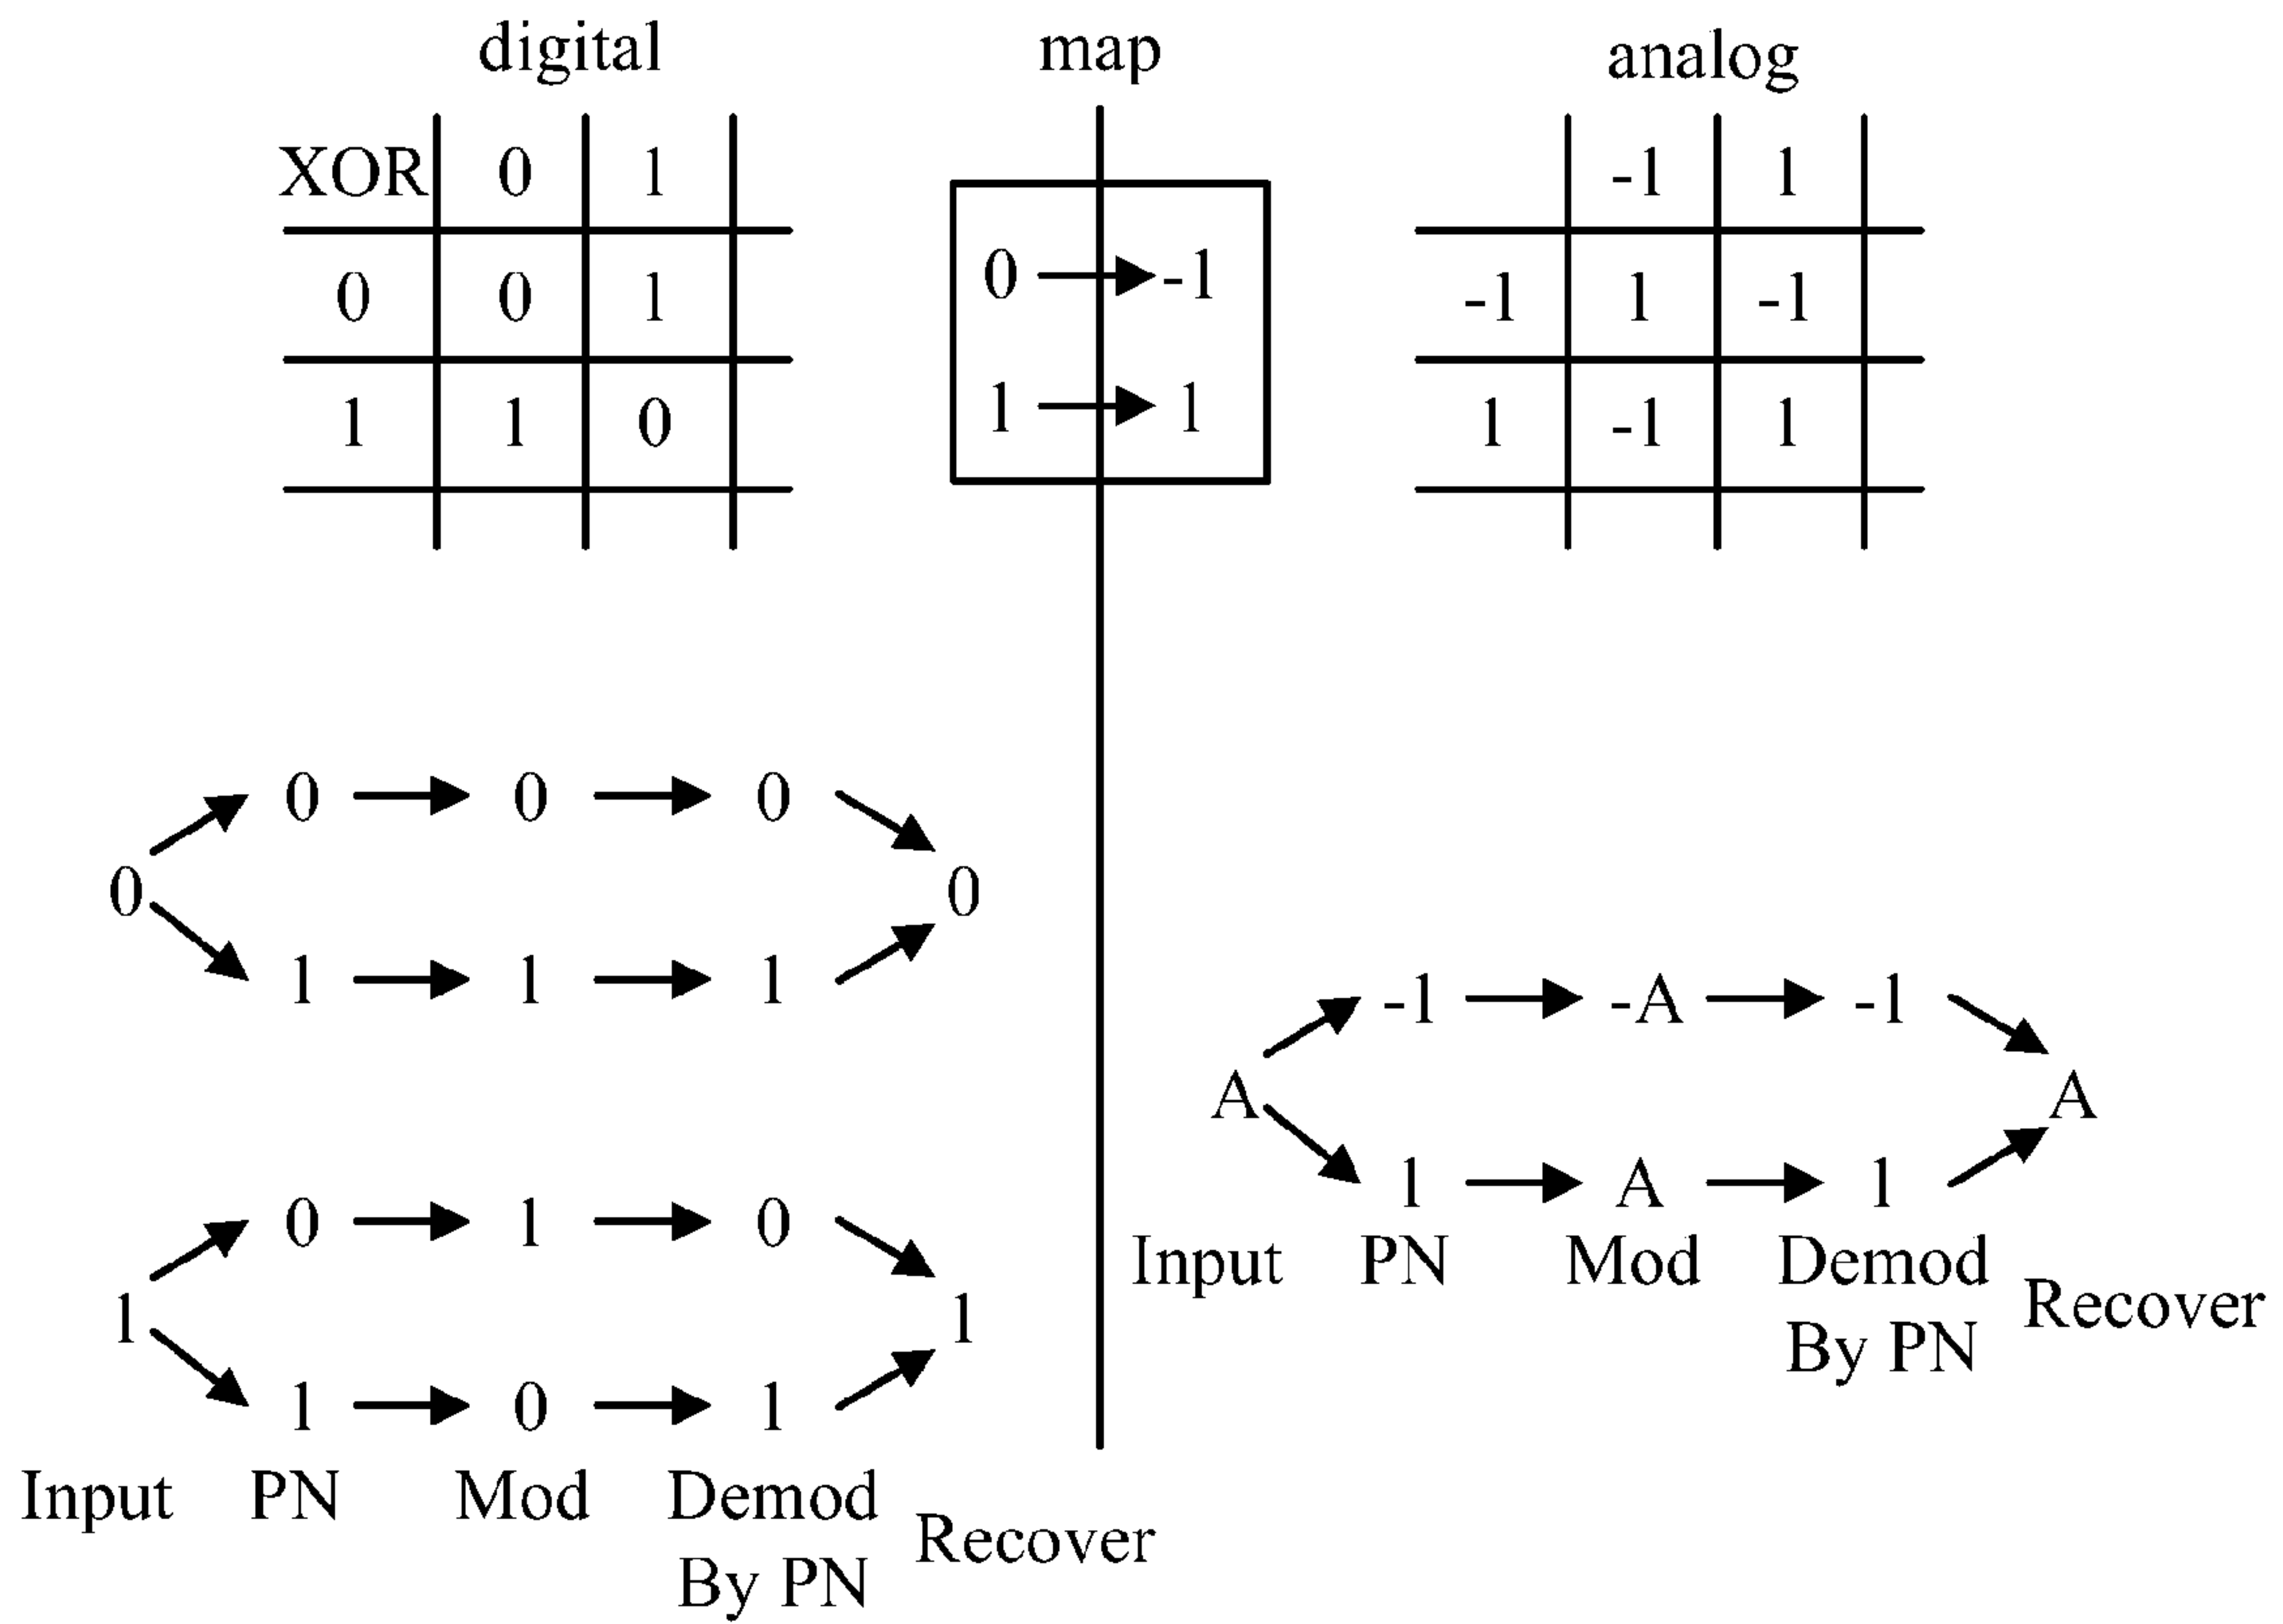 digital map analog
XOR 0 1
0 0 1
1 1 0
0 -1
1 1
-1 1
-1 1 -1
1 -1 1
0 0 0
0 0
1 1 1
-1 -A -1
A A
1 A 1
Input PN Mod Demod By PN Recover
0 1 0
1 1
1 0 1
Input PN Mod Demod By PN Recover